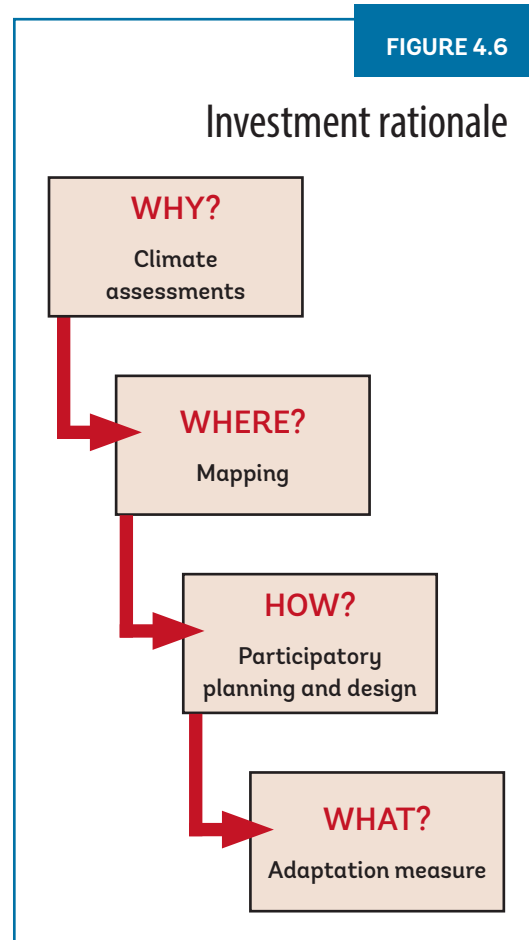 FIGURE 4.6
Investment rationale
WHY?
Climate
assessments
WHERE?
Mapping
HOW?
Participatory
planning and design
WHAT?
Adaptation measure